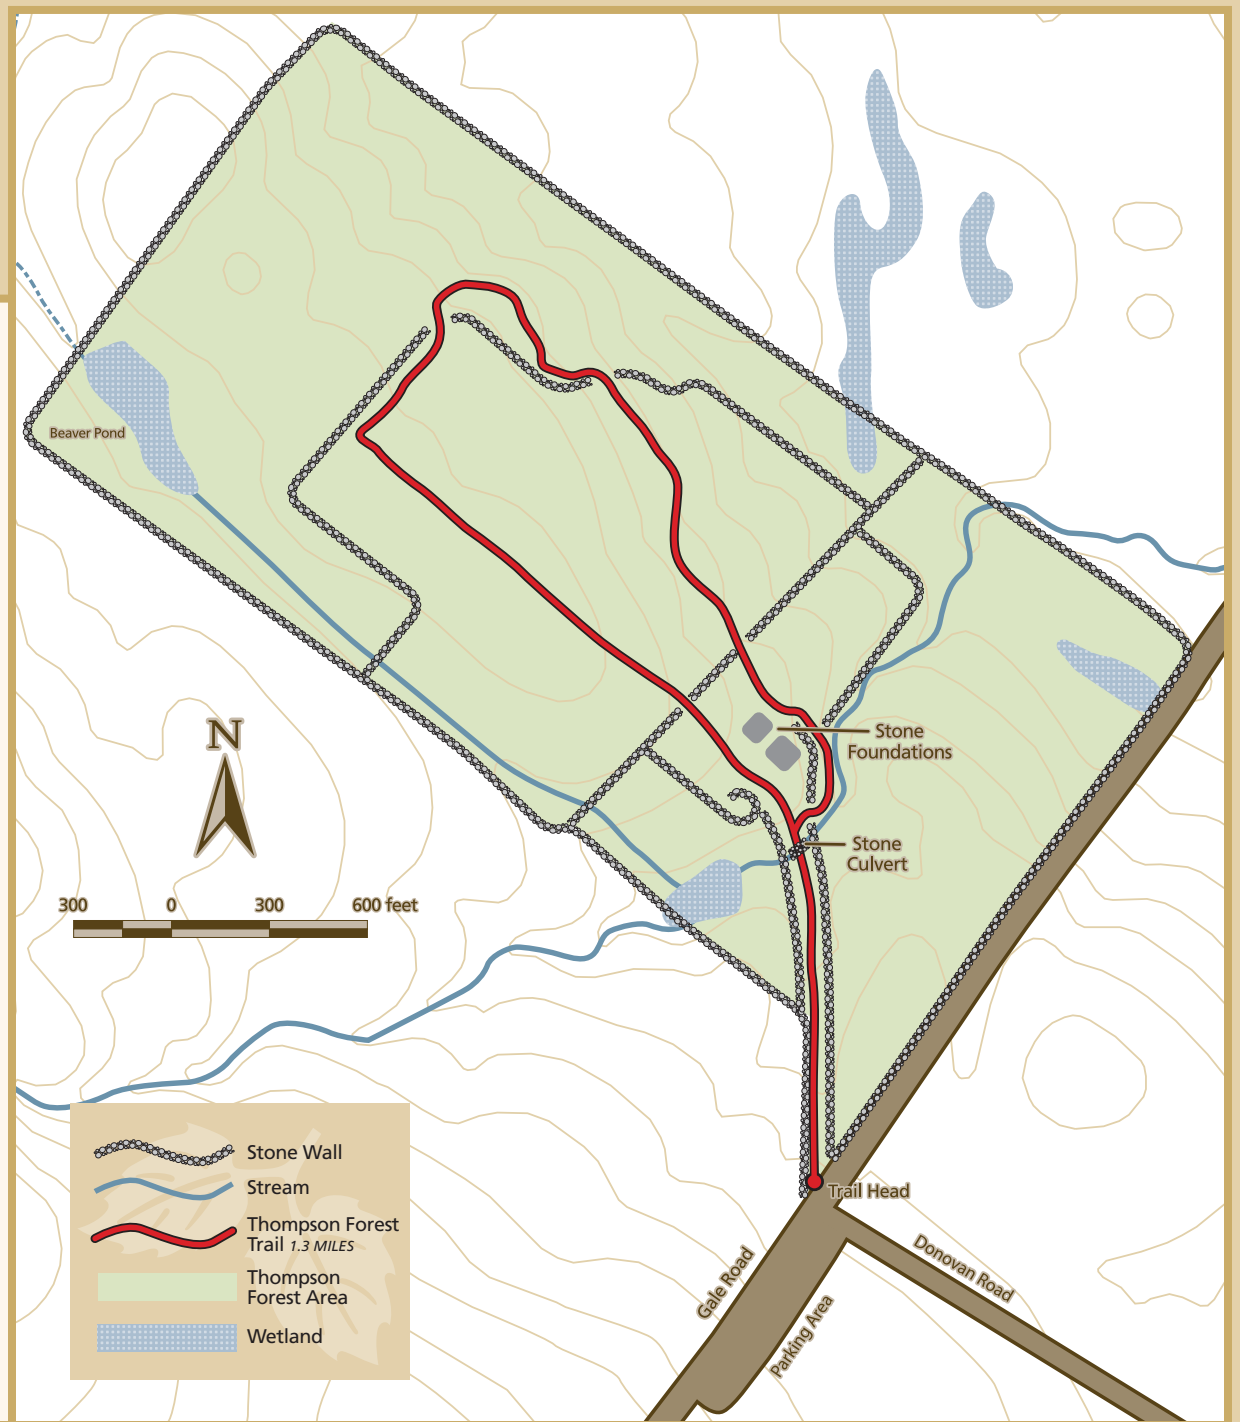 Beaver Pond
Stone
Foundations
N
Stone
Culvert
300 0 300 600 feet
Stone Wall
Stream
Thompson Forest
Trail 1.3 MILES
Thompson
Forest Area
Wetland
Trail Head
Donovan Road
Gale Road
Parking Area